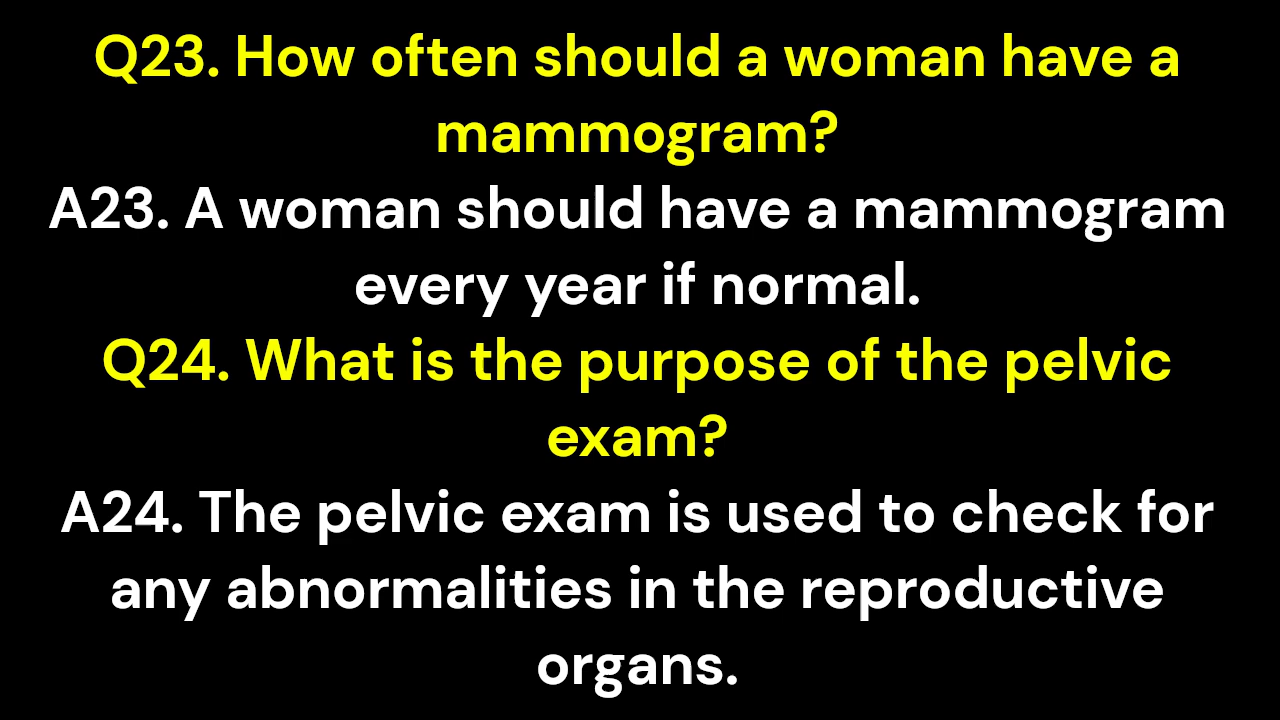 Q23. How often should a woman have a
mammogram?
A23. A woman should have a mammogram
every year if normal.
Q24. What is the purpose of the pelvic
exam?
A24. The pelvic exam is used to check for
any abnormalities in the reproductive
organs.